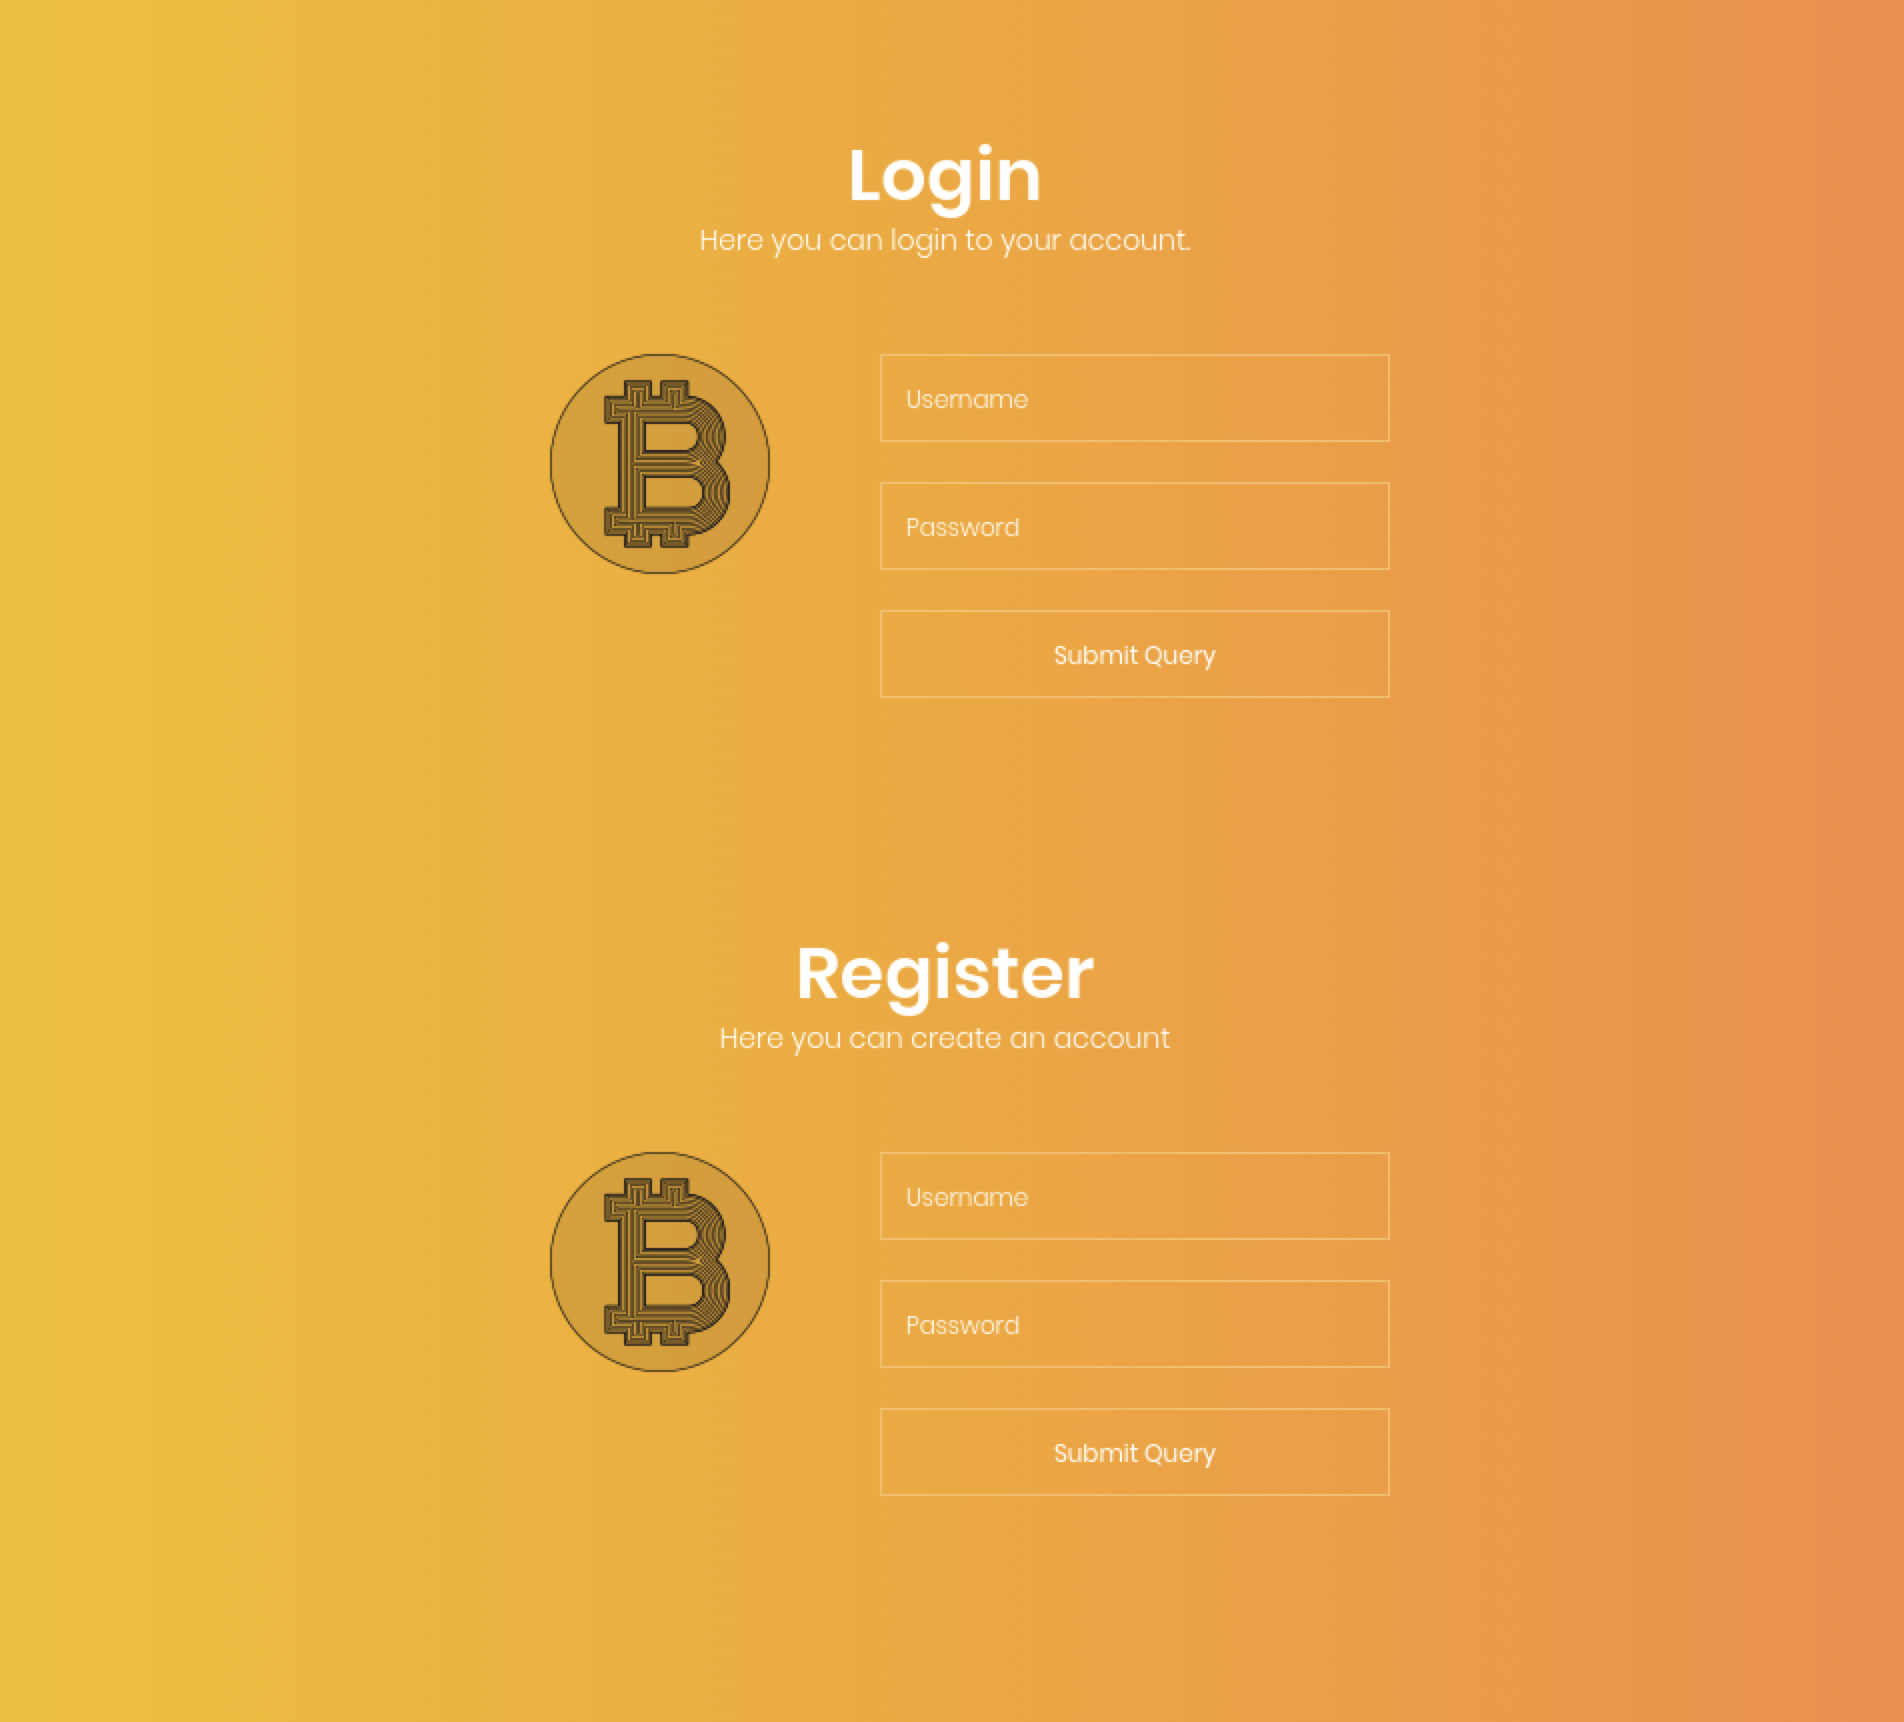 Login
Here you can login to your account.
Username
Password
Submit Query
Register
Here you can create an account
Username
Password
Submit Query